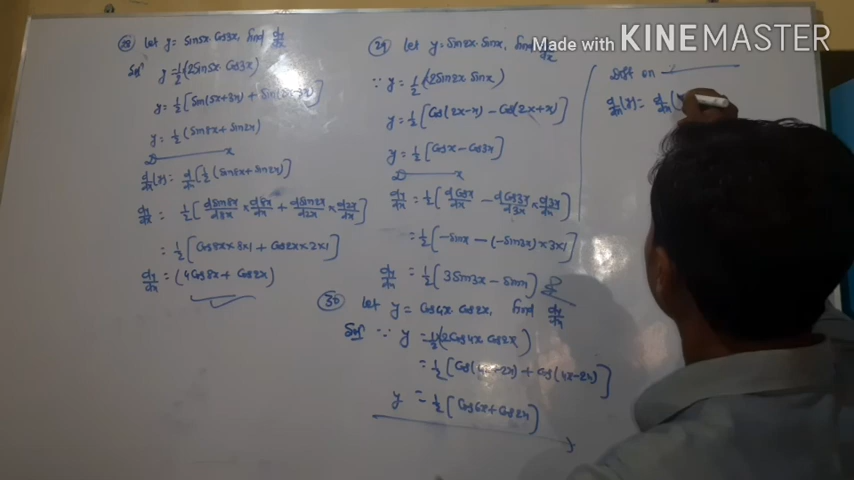 Made with KINEMASTER
(28) let y = Sin5x Cos3x, find dy/dx
Sol y = 1/2(2Sin5x Cos3x)
y = 1/2[Sin(5x+3x) + Sin(5x-3x)]
y = 1/2(Sin8x + Sin2x)
D x
d/dx(y) = d/dx[1/2(Sin8x + Sin2x)]
dy/dx = 1/2[dSin8x/d8x × d8x/dx + dSin2x/d2x × d2x/dx]
= 1/2[Cos8x × 8×1 + Cos2x × 2×1]
dy/dx = (4Cos8x + Cos2x)
(29) let y = Sin2x Sinx, find dy/dx
∵ y = 1/2(2Sin2x Sinx)
y = 1/2[Cos(2x-x) - Cos(2x+x)]
y = 1/2[Cosx - Cos3x]
D x
dy/dx = 1/2[dCosx/dx - dCos3x/d3x × d3x/dx]
= 1/2[-Sinx - (-Sin3x) × 3×1]
dy/dx = 1/2[3Sin3x - Sinx)
(30) let y = Cos4x Cos2x, find dy/dx
Sol ∵ y = 1/2(2Cos4x Cos2x)
= 1/2[Cos(4x+2x) + Cos(4x-2x)]
y = 1/2[Cos6x + Cos2x]
Diff on
d/dx(y) = d/dx(